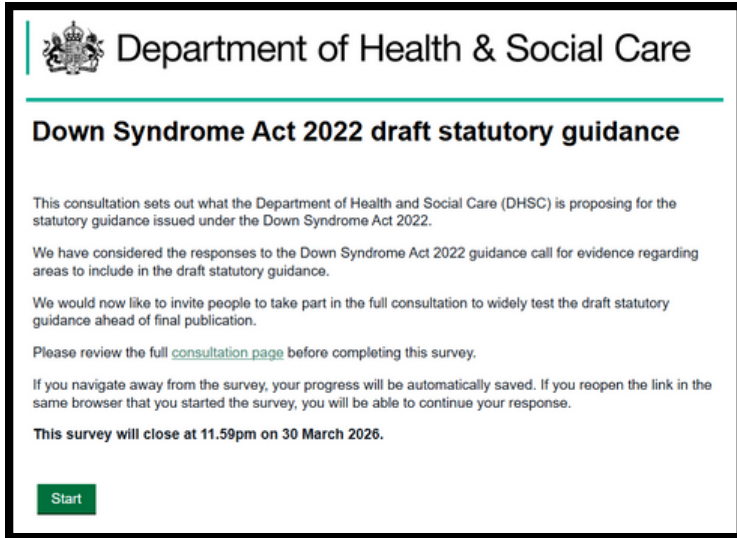 Department of Health & Social Care
Down Syndrome Act 2022 draft statutory guidance
This consultation sets out what the Department of Health and Social Care (DHSC) is proposing for the
statutory guidance issued under the Down Syndrome Act 2022.
We have considered the responses to the Down Syndrome Act 2022 guidance call for evidence regarding
areas to include in the draft statutory guidance.
We would now like to invite people to take part in the full consultation to widely test the draft statutory
guidance ahead of final publication.
Please review the full consultation page before completing this survey.
If you navigate away from the survey, your progress will be automatically saved. If you reopen the link in the
same browser that you started the survey, you will be able to continue your response.
This survey will close at 11.59pm on 30 March 2026.
Start